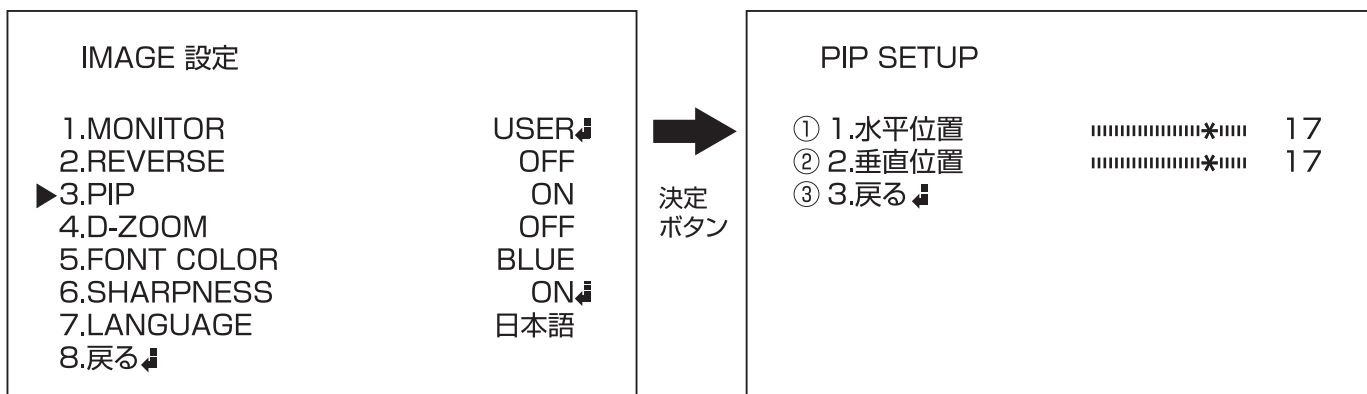 IMAGE 設定
1.MONITOR USER↲
2.REVERSE OFF
▶3.PIP ON
4.D-ZOOM OFF
5.FONT COLOR BLUE
6.SHARPNESS ON↲
7.LANGUAGE 日本語
8.戻る↲
決定
ボタン
PIP SETUP
① 1.水平位置 17
② 2.垂直位置 17
③ 3.戻る↲